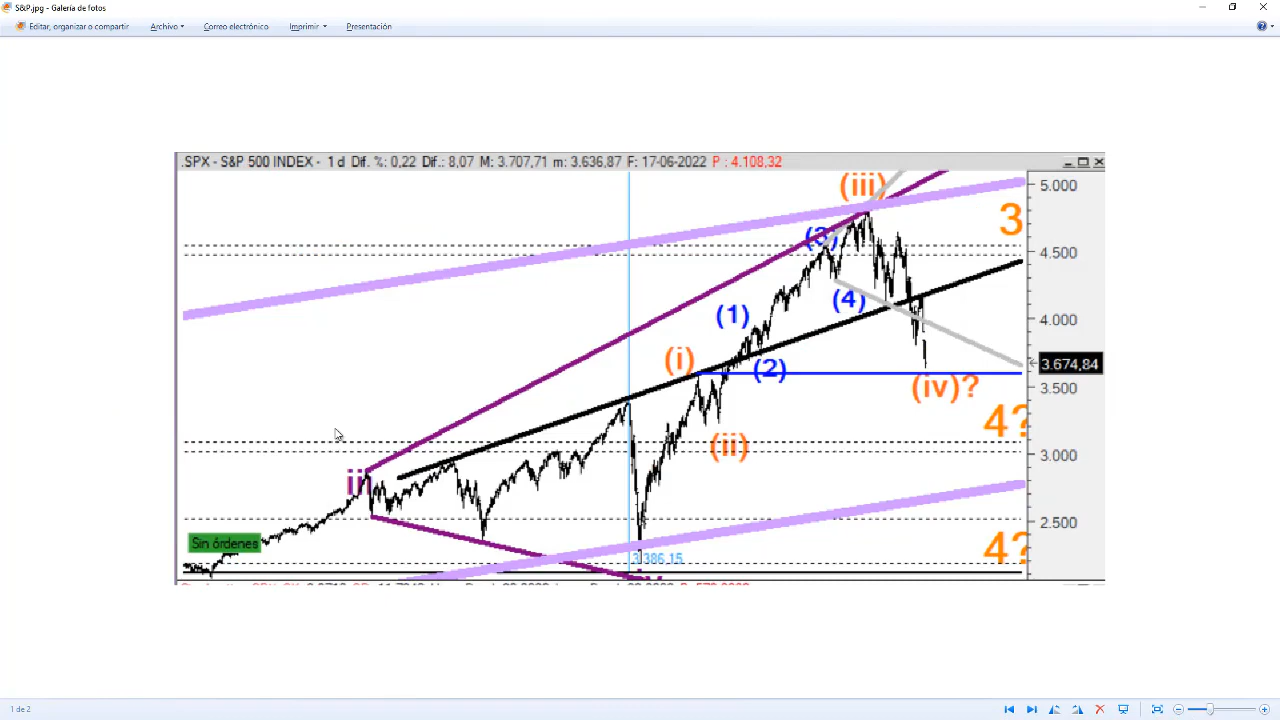 S&P.jpg - Galería de fotos
Editar, organizar o compartir Archivo Correo electrónico Imprimir Presentación
.SPX - S&P 500 INDEX - 1 d Dif. %: 0,22 Dif.: 8,07 M: 3.707,71 m: 3.636,87 F: 17-06-2022 P : 4.108,32
5.000
(iii)
3
(3)
4.500
(4)
(1)
4.000
(i)
(2)
3.674,84
3.500
(iv)?
4?
(ii)
3.000
iii
2.500
Sin órdenes
4?
3.386,15
iv
1 de 2